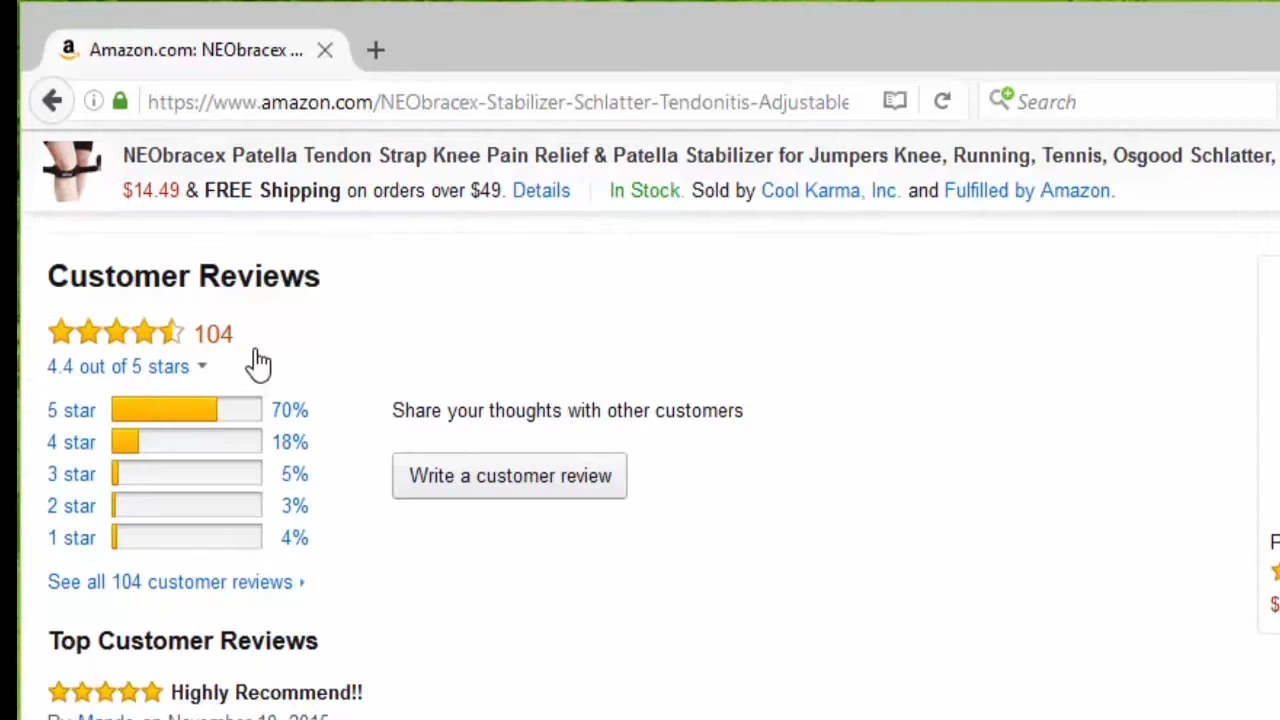 Amazon.com: NEObracex ...
https://www.amazon.com/NEObracex-Stabilizer-Schlatter-Tendonitis-Adjustable
Search
NEObracex Patella Tendon Strap Knee Pain Relief & Patella Stabilizer for Jumpers Knee, Running, Tennis, Osgood Schlatter,
$14.49 & FREE Shipping on orders over $49. Details In Stock. Sold by Cool Karma, Inc. and Fulfilled by Amazon.
Customer Reviews
104
4.4 out of 5 stars
5 star 70%
4 star 18%
3 star 5%
2 star 3%
1 star 4%
Share your thoughts with other customers
Write a customer review
See all 104 customer reviews
Top Customer Reviews
Highly Recommend!!